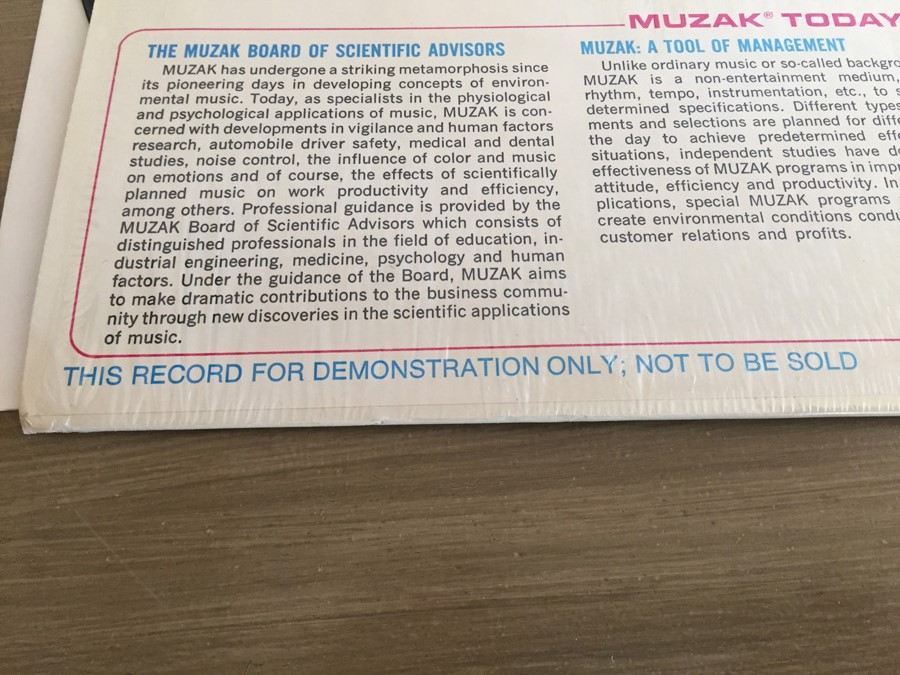 MUZAK® TODAY
THE MUZAK BOARD OF SCIENTIFIC ADVISORS
MUZAK has undergone a striking metamorphosis since
its pioneering days in developing concepts of environ-
mental music. Today, as specialists in the physiological
and psychological applications of music, MUZAK is con-
cerned with developments in vigilance and human factors
research, automobile driver safety, medical and dental
studies, noise control, the influence of color and music
on emotions and of course, the effects of scientifically
planned music on work productivity and efficiency,
among others. Professional guidance is provided by the
MUZAK Board of Scientific Advisors which consists of
distinguished professionals in the field of education, in-
dustrial engineering, medicine, psychology and human
factors. Under the guidance of the Board, MUZAK aims
to make dramatic contributions to the business commu-
nity through new discoveries in the scientific applications
of music.
MUZAK: A TOOL OF MANAGEMENT
Unlike ordinary music or so-called
MUZAK is a non-entertainment medium,
rhythm, tempo, instrumentation, etc., to
determined specifications. Different types
ments and selections are planned for
the day to achieve predetermined
situations, independent studies have
effectiveness of MUZAK programs in
attitude, efficiency and productivity. In
plications, special MUZAK programs
create environmental conditions
customer relations and profits.
THIS RECORD FOR DEMONSTRATION ONLY; NOT TO BE SOLD